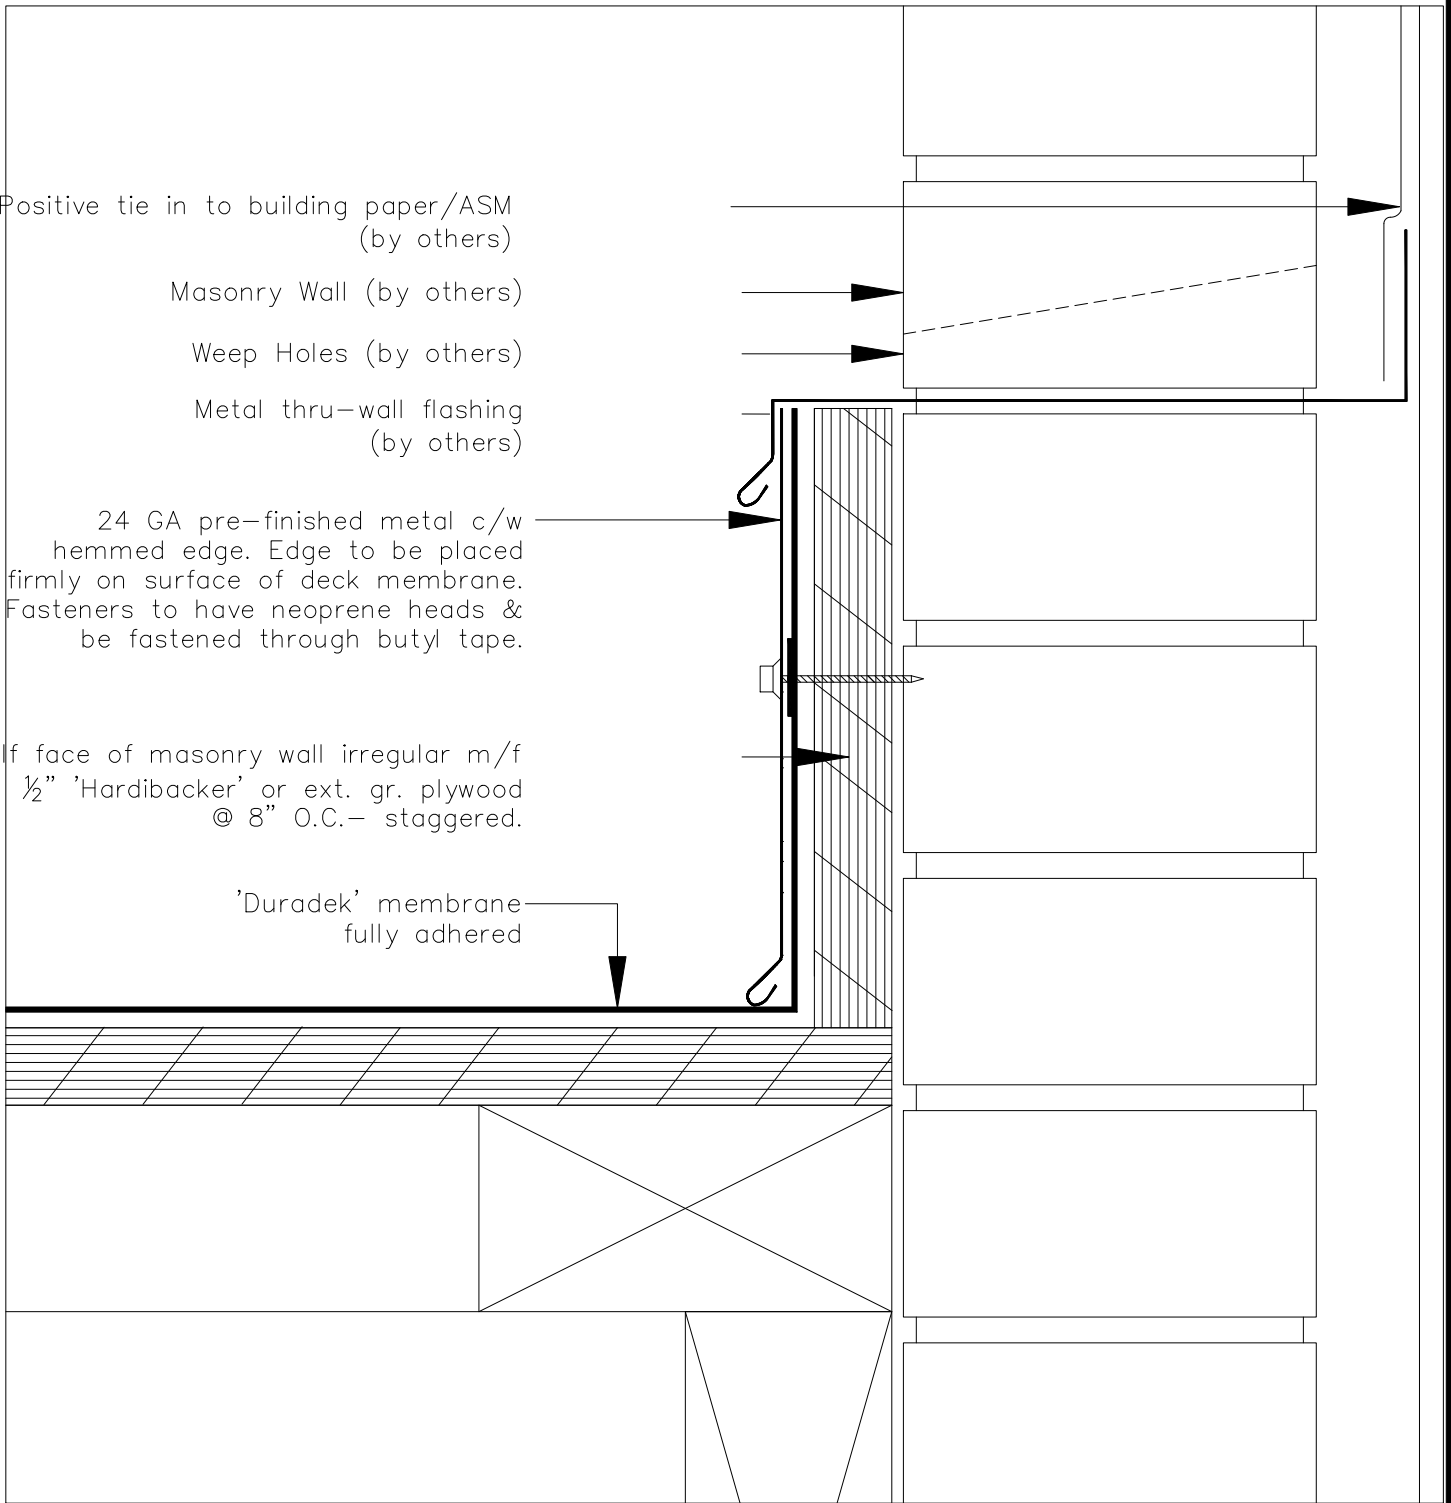 Positive tie in to building paper/ASM
(by others)
Masonry Wall (by others)
Weep Holes (by others)
Metal thru-wall flashing
(by others)
24 GA pre-finished metal c/w
hemmed edge. Edge to be placed
firmly on surface of deck membrane.
Fasteners to have neoprene heads &
be fastened through butyl tape.
If face of masonry wall irregular m/f
½" 'Hardibacker' or ext. gr. plywood
@ 8" O.C.- staggered.
'Duradek' membrane
fully adhered